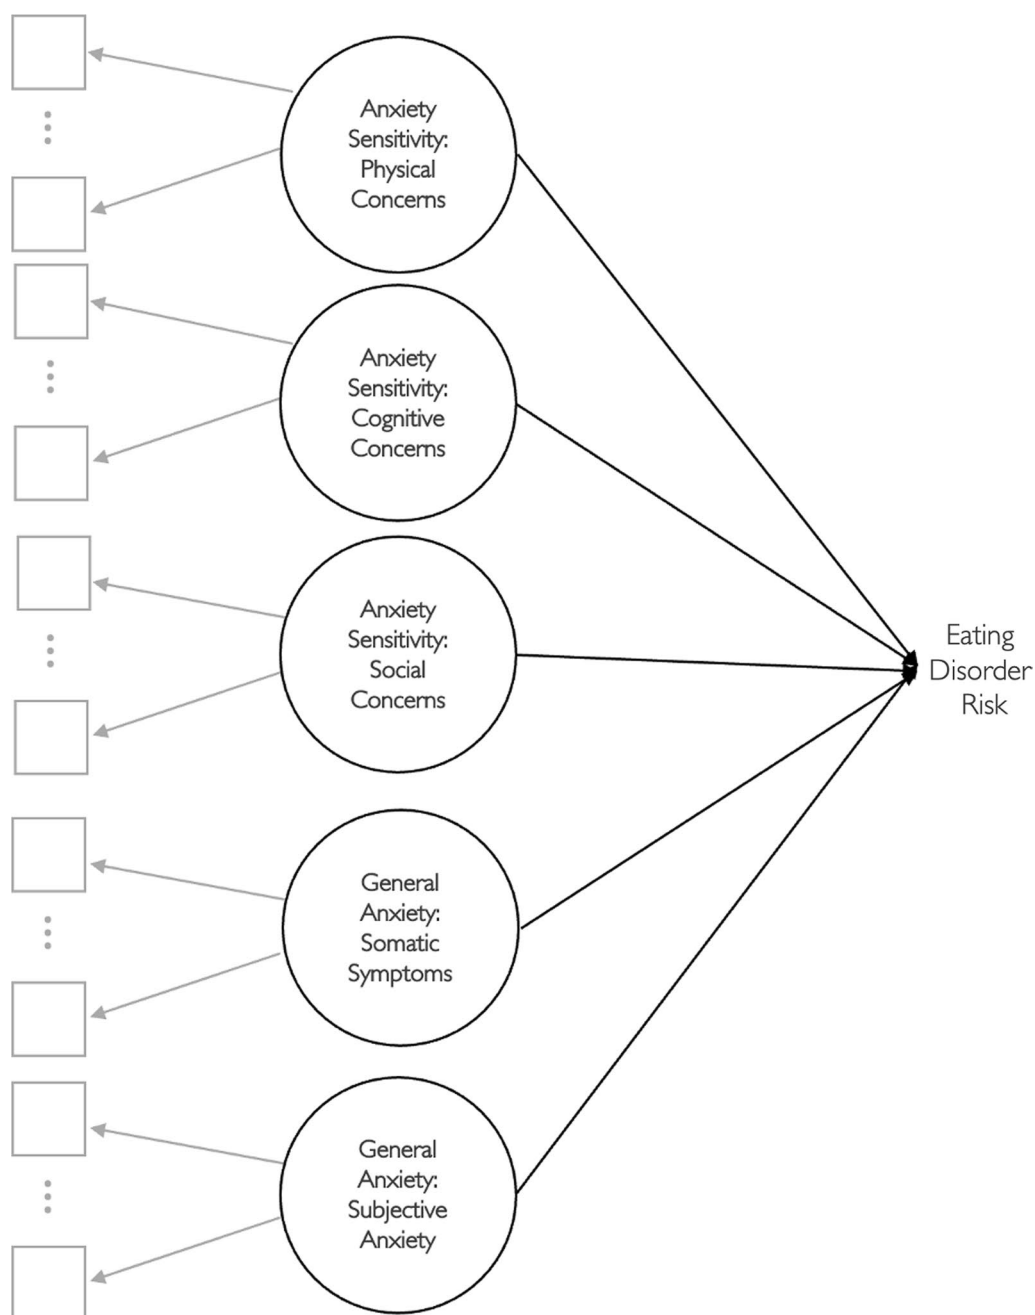 Anxiety
Sensitivity:
Physical
Concerns
Anxiety
Sensitivity:
Cognitive
Concerns
Anxiety
Sensitivity:
Social
Concerns
Eating
Disorder
Risk
General
Anxiety:
Somatic
Symptoms
General
Anxiety:
Subjective
Anxiety